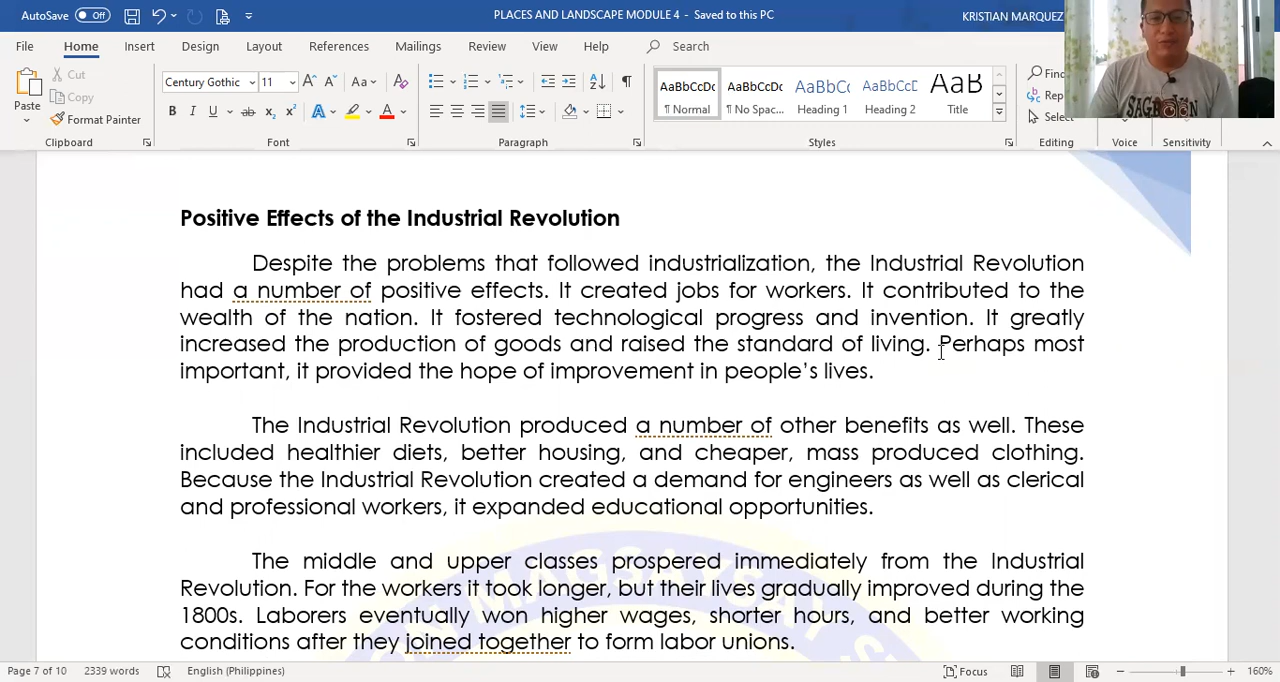 AutoSave Off PLACES AND LANDSCAPE MODULE 4 - Saved to this PC KRISTIAN MARQUEZ
File Home Insert Design Layout References Mailings Review View Help Search
Paste Cut Copy Format Painter
Century Gothic 11 Aa
AaBbCcDc AaBbCcDc AaBbCc AaBbCcD AaB
¶ Normal ¶ No Spac... Heading 1 Heading 2 Title
Find
Rep
Select
Clipboard Font Paragraph Styles Editing Voice Sensitivity
SAGBAYAN
Positive Effects of the Industrial Revolution
Despite the problems that followed industrialization, the Industrial Revolution
had a number of positive effects. It created jobs for workers. It contributed to the
wealth of the nation. It fostered technological progress and invention. It greatly
increased the production of goods and raised the standard of living. Perhaps most
important, it provided the hope of improvement in people's lives.
The Industrial Revolution produced a number of other benefits as well. These
included healthier diets, better housing, and cheaper, mass produced clothing.
Because the Industrial Revolution created a demand for engineers as well as clerical
and professional workers, it expanded educational opportunities.
The middle and upper classes prospered immediately from the Industrial
Revolution. For the workers it took longer, but their lives gradually improved during the
1800s. Laborers eventually won higher wages, shorter hours, and better working
conditions after they joined together to form labor unions.
Page 7 of 10 2339 words English (Philippines) Focus 160%